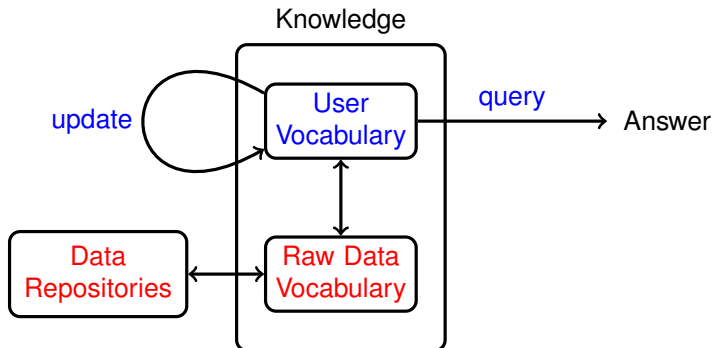 Knowledge
User
Vocabulary
update
query
Answer
Data
Repositories
Raw Data
Vocabulary